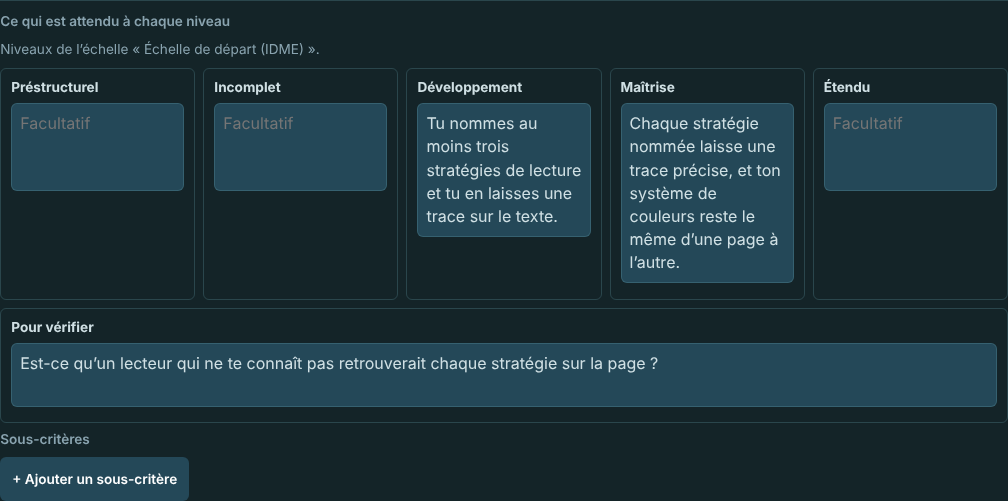 Ce qui est attendu à chaque niveau
Niveaux de l’échelle « Échelle de départ (IDME) ».
Préstructurel
Facultatif
Incomplet
Facultatif
Développement
Tu nommes au
moins trois
stratégies de lecture
et tu en laisses une
trace sur le texte.
Maîtrise
Chaque stratégie
nommée laisse une
trace précise, et ton
système de
couleurs reste le
même d’une page à
l’autre.
Étendu
Facultatif
Pour vérifier
Est-ce qu’un lecteur qui ne te connaît pas retrouverait chaque stratégie sur la page ?
Sous-critères
+ Ajouter un sous-critère